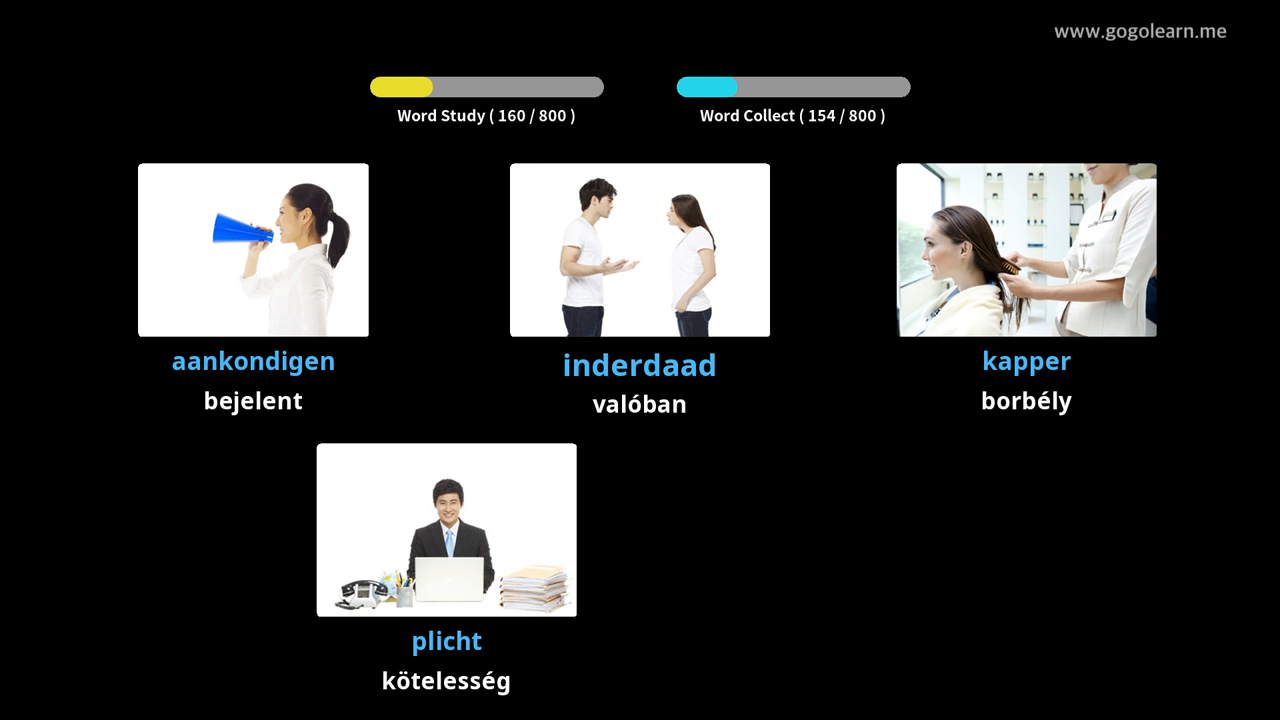 www.gogolearn.me
Word Study ( 160 / 800 )
Word Collect ( 154 / 800 )
aankondigen
bejelent
inderdaad
valóban
kapper
borbély
plicht
kötelesség